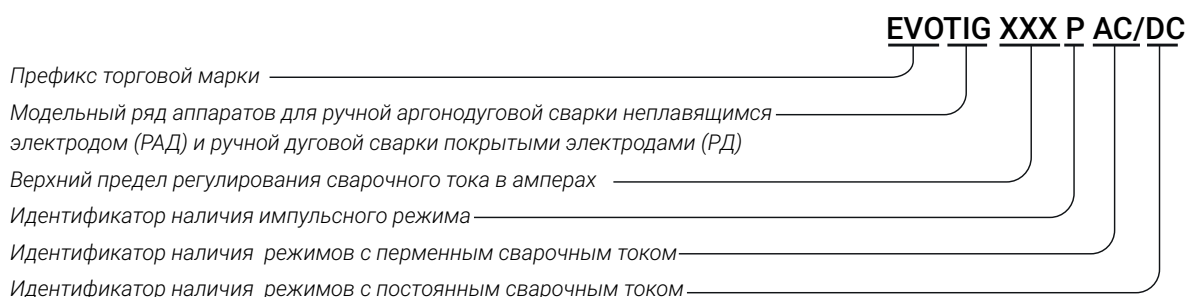 EVOTIG XXX P AC/DC
Префикс торговой марки
Модельный ряд аппаратов для ручной аргонодуговой сварки неплавящимся
электродом (РАД) и ручной дуговой сварки покрытыми электродами (РД)
Верхний предел регулирования сварочного тока в амперах
Идентификатор наличия импульсного режима
Идентификатор наличия режимов с перменным сварочным током
Идентификатор наличия режимов с постоянным сварочным током